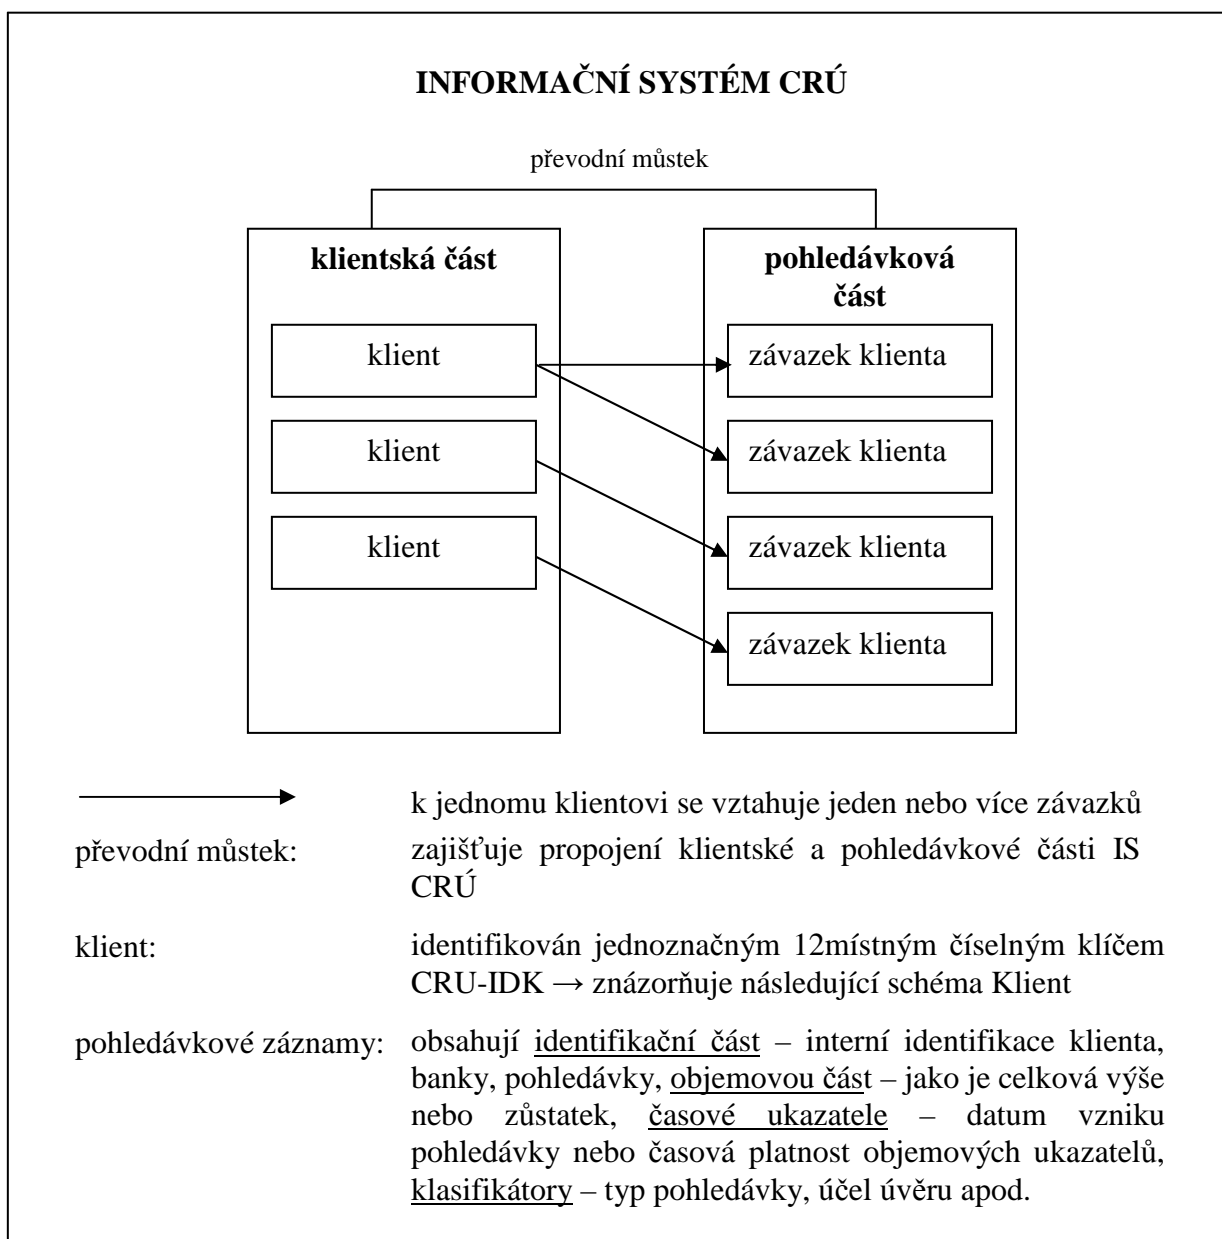 INFORMAČNÍ SYSTÉM CRÚ
převodní můstek
klientská část
klient
klient
klient
pohledávková
část
závazek klienta
závazek klienta
závazek klienta
závazek klienta
k jednomu klientovi se vztahuje jeden nebo více závazků
převodní můstek:
zajišťuje propojení klientské a pohledávkové části IS
CRÚ
klient:
identifikován jednoznačným 12místným číselným klíčem
CRU-IDK → znázorňuje následující schéma Klient
pohledávkové záznamy:
obsahují identifikační část – interní identifikace klienta,
banky, pohledávky, objemovou část – jako je celková výše
nebo zůstatek, časové ukazatele – datum vzniku
pohledávky nebo časová platnost objemových ukazatelů,
klasifikátory – typ pohledávky, účel úvěru apod.